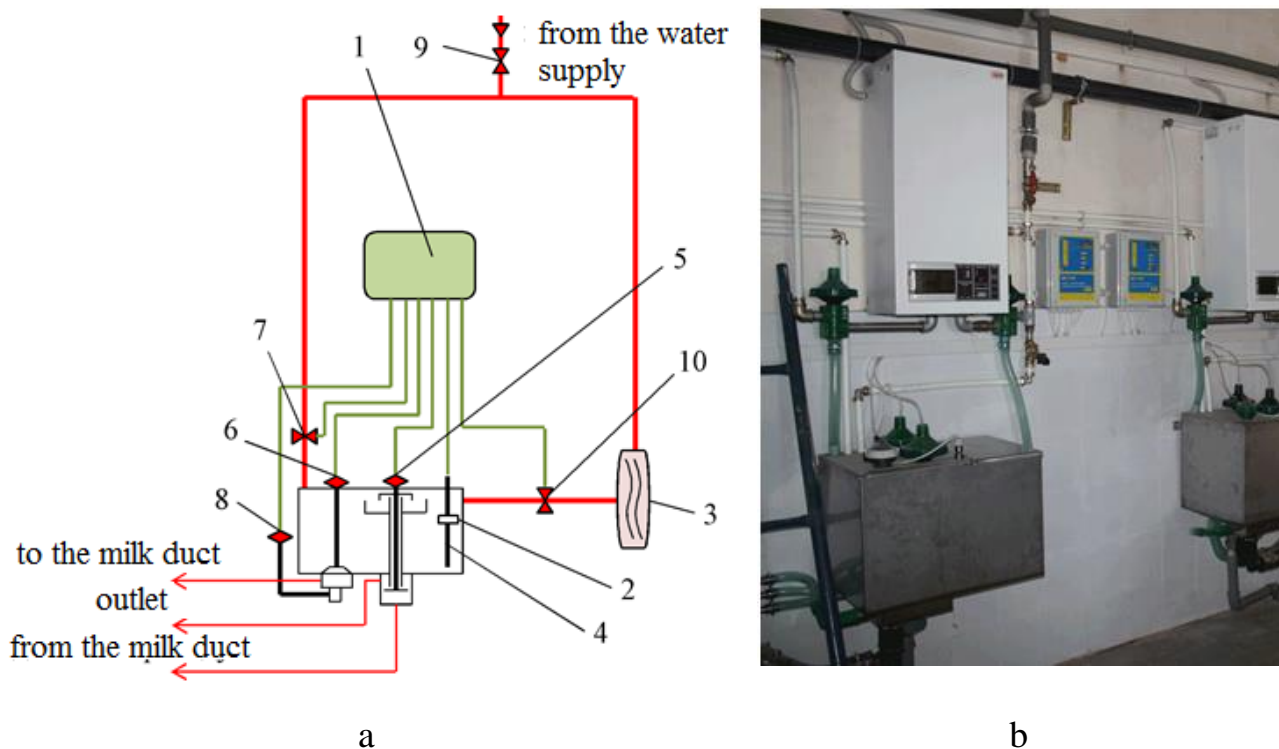 from the water
supply
9
1
5
7
10
6
8
3
to the milk duct
outlet
2
from the milk duct
4
a
b